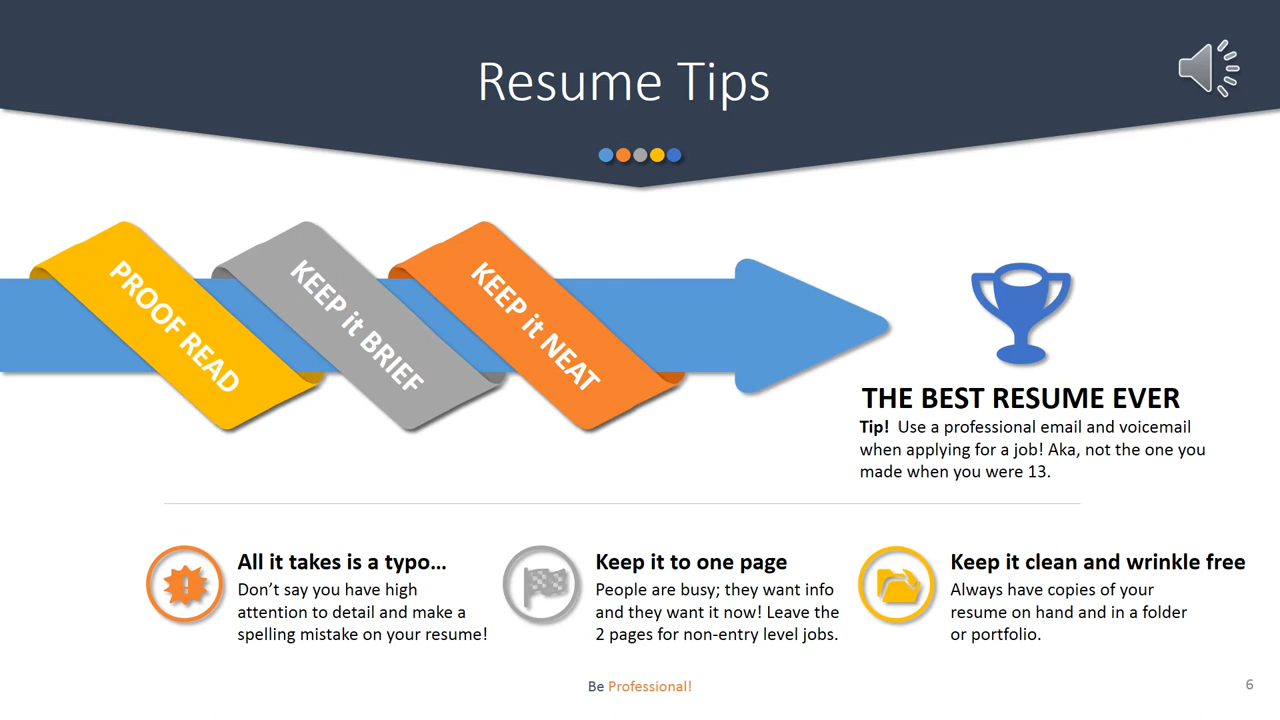 Resume Tips
PROOF READ
KEEP it BRIEF
KEEP it NEAT
THE BEST RESUME EVER
Tip!  Use a professional email and voicemail
when applying for a job! Aka, not the one you
made when you were 13.
All it takes is a typo…
Don’t say you have high
attention to detail and make a
spelling mistake on your resume!
Keep it to one page
People are busy; they want info
and they want it now! Leave the
2 pages for non-entry level jobs.
Keep it clean and wrinkle free
Always have copies of your
resume on hand and in a folder
or portfolio.
Be Professional!
6